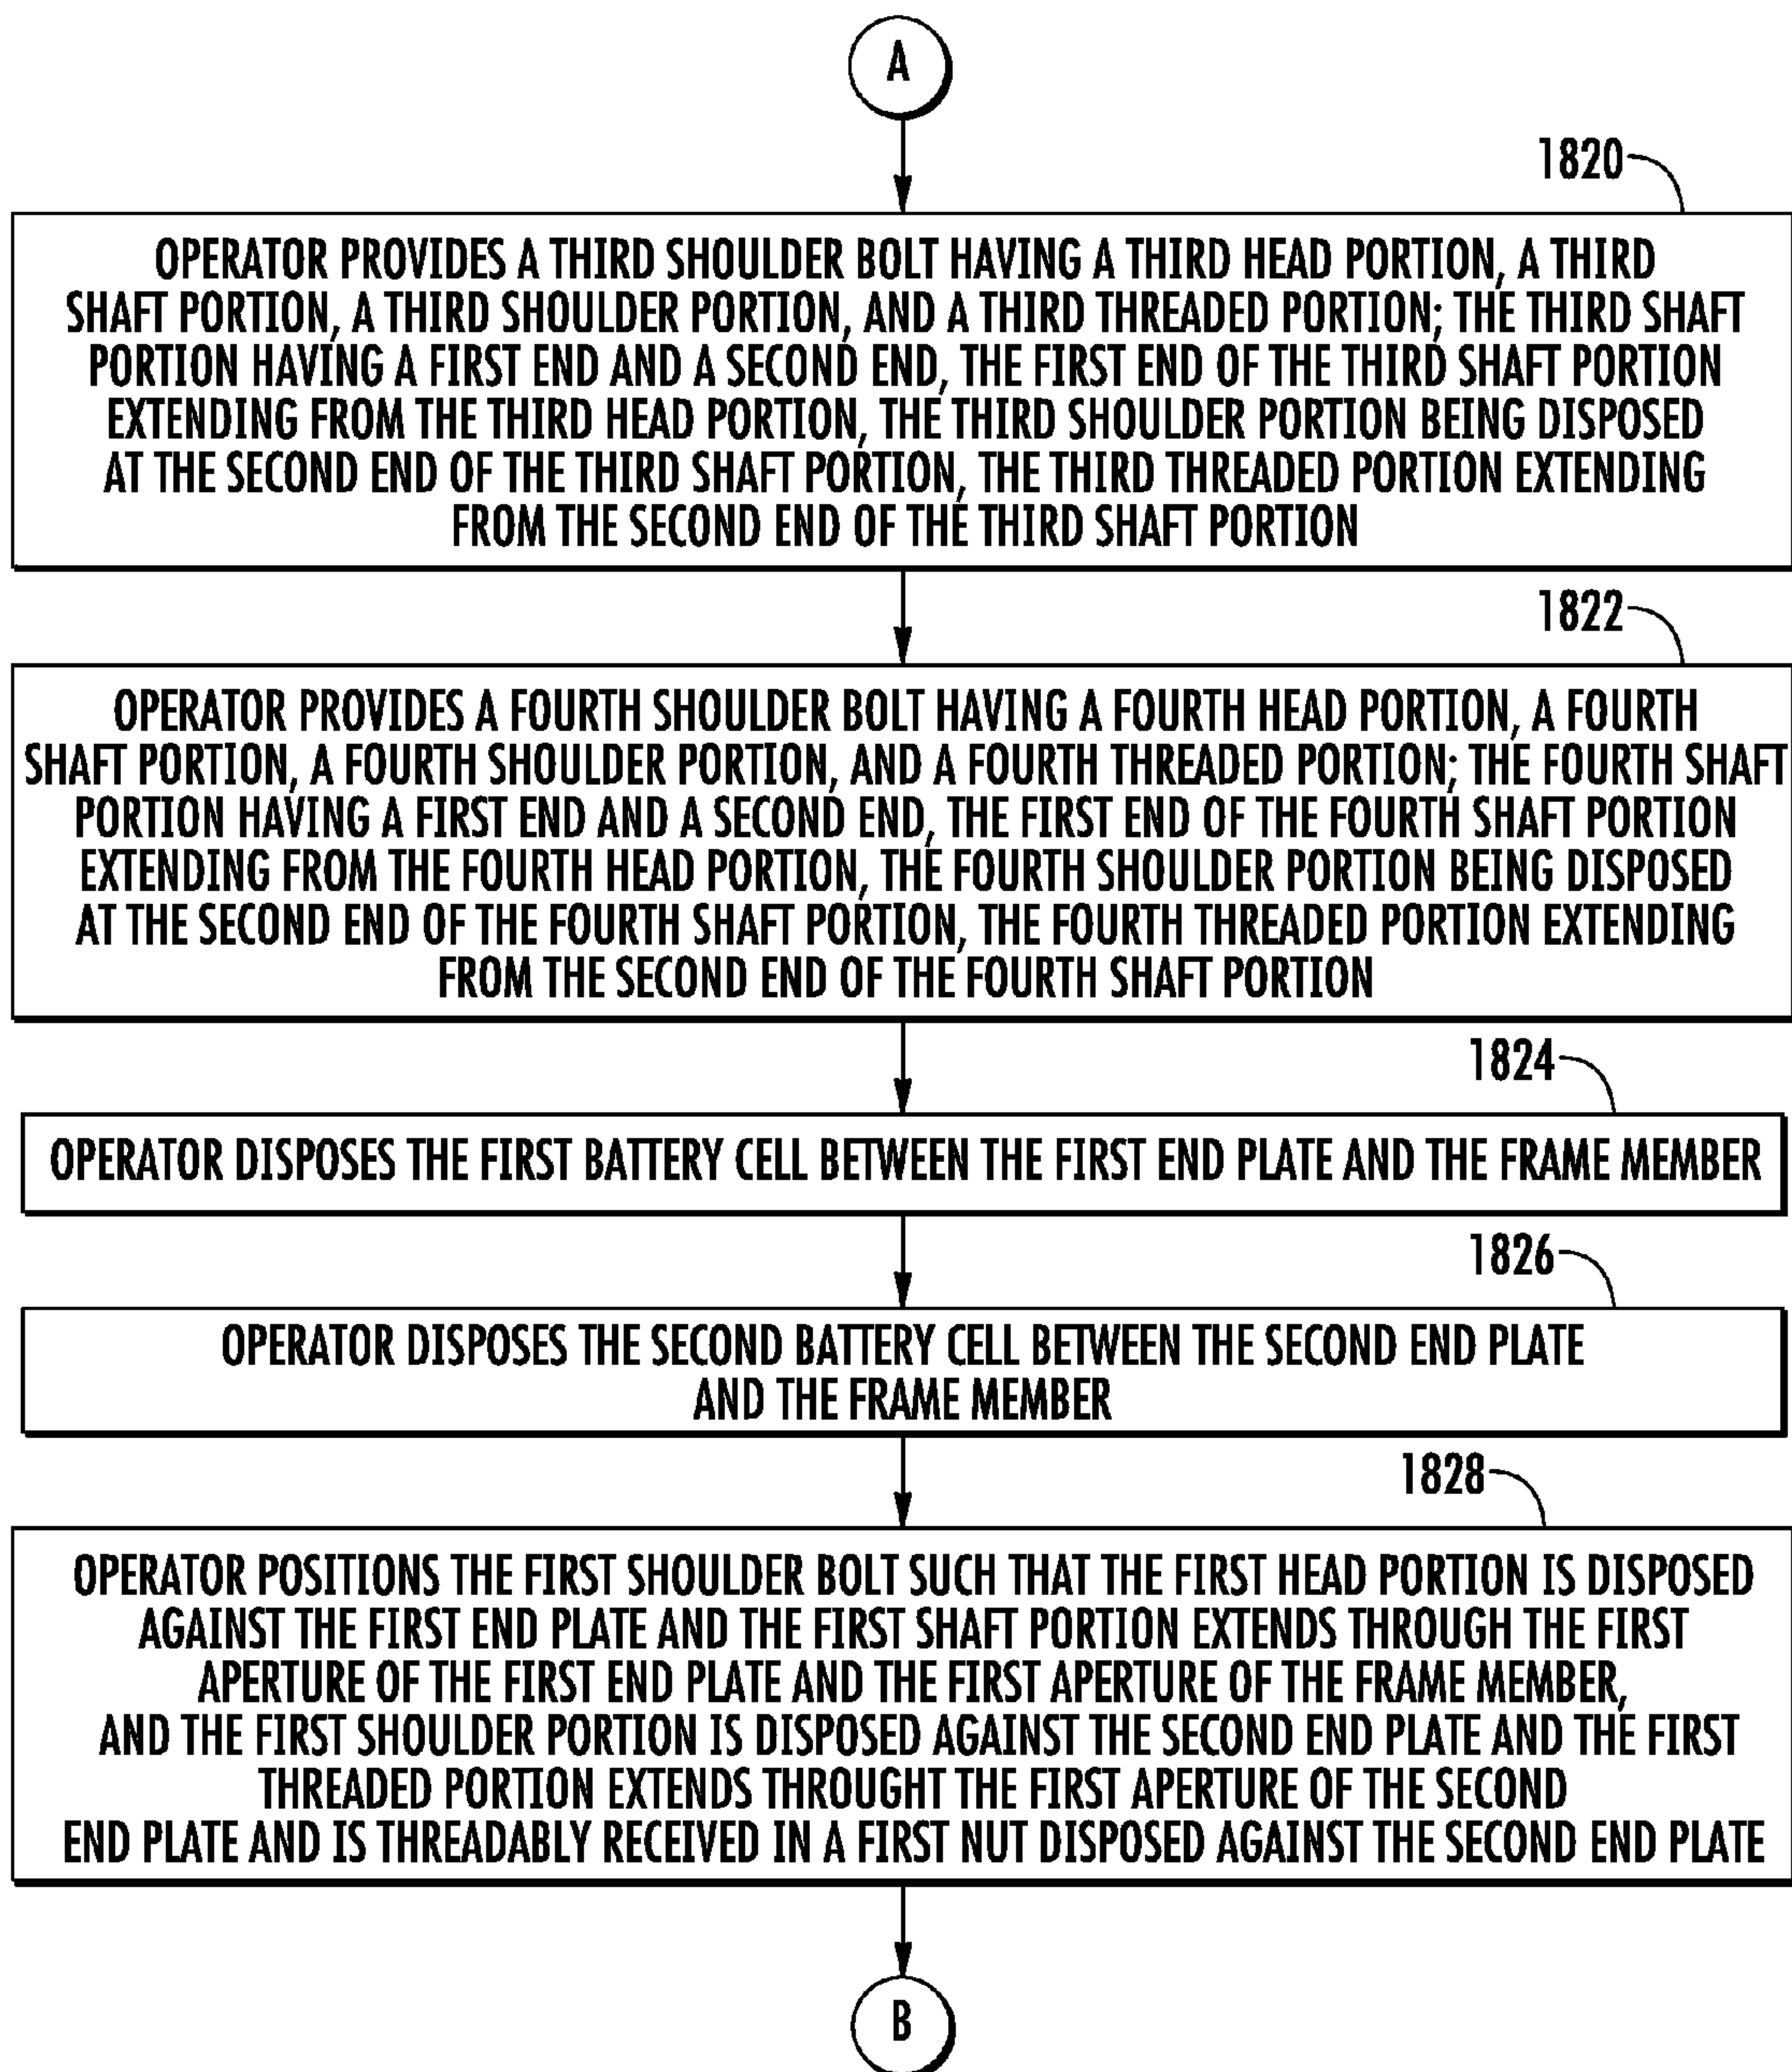 A
1820
OPERATOR PROVIDES A THIRD SHOULDER BOLT HAVING A THIRD HEAD PORTION, A THIRD
SHAFT PORTION, A THIRD SHOULDER PORTION, AND A THIRD THREADED PORTION; THE THIRD SHAFT
PORTION HAVING A FIRST END AND A SECOND END, THE FIRST END OF THE THIRD SHAFT PORTION
EXTENDING FROM THE THIRD HEAD PORTION, THE THIRD SHOULDER PORTION BEING DISPOSED
AT THE SECOND END OF THE THIRD SHAFT PORTION, THE THIRD THREADED PORTION EXTENDING
FROM THE SECOND END OF THE THIRD SHAFT PORTION
1822
OPERATOR PROVIDES A FOURTH SHOULDER BOLT HAVING A FOURTH HEAD PORTION, A FOURTH
SHAFT PORTION, A FOURTH SHOULDER PORTION, AND A FOURTH THREADED PORTION; THE FOURTH SHAFT
PORTION HAVING A FIRST END AND A SECOND END, THE FIRST END OF THE FOURTH SHAFT PORTION
EXTENDING FROM THE FOURTH HEAD PORTION, THE FOURTH SHOULDER PORTION BEING DISPOSED
AT THE SECOND END OF THE FOURTH SHAFT PORTION, THE FOURTH THREADED PORTION EXTENDING
FROM THE SECOND END OF THE FOURTH SHAFT PORTION
1824
OPERATOR DISPOSES THE FIRST BATTERY CELL BETWEEN THE FIRST END PLATE AND THE FRAME MEMBER
1826
OPERATOR DISPOSES THE SECOND BATTERY CELL BETWEEN THE SECOND END PLATE
AND THE FRAME MEMBER
1828
OPERATOR POSITIONS THE FIRST SHOULDER BOLT SUCH THAT THE FIRST HEAD PORTION IS DISPOSED
AGAINST THE FIRST END PLATE AND THE FIRST SHAFT PORTION EXTENDS THROUGH THE FIRST
APERTURE OF THE FIRST END PLATE AND THE FIRST APERTURE OF THE FRAME MEMBER,
AND THE FIRST SHOULDER PORTION IS DISPOSED AGAINST THE SECOND END PLATE AND THE FIRST
THREADED PORTION EXTENDS THROUGHT THE FIRST APERTURE OF THE SECOND
END PLATE AND IS THREADABLY RECEIVED IN A FIRST NUT DISPOSED AGAINST THE SECOND END PLATE
B